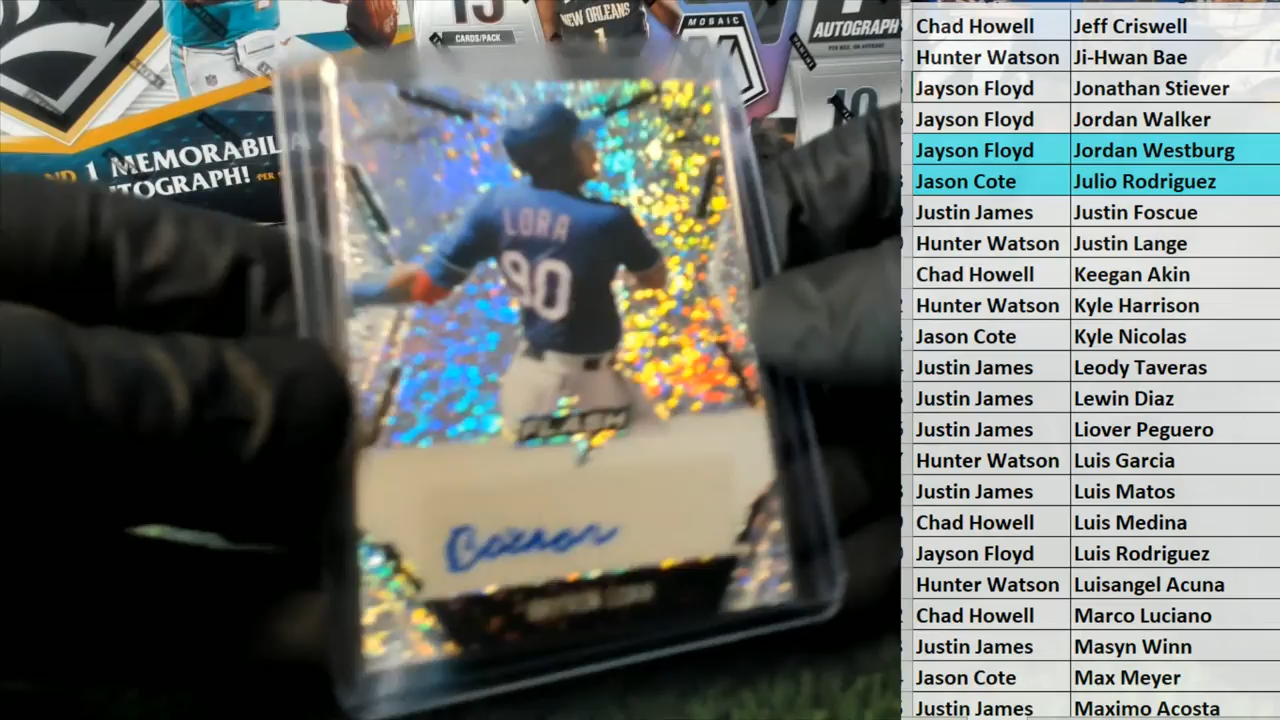 13
CARDS/PACK
NEW ORLEANS
1
MOSAIC
AUTOGRAPH
10
1 MEMORABIL
TOGRAPH!
LORA
90
FLASH
Chad Howell Jeff Criswell
Hunter Watson Ji-Hwan Bae
Jayson Floyd Jonathan Stiever
Jayson Floyd Jordan Walker
Jayson Floyd Jordan Westburg
Jason Cote Julio Rodriguez
Justin James Justin Foscue
Hunter Watson Justin Lange
Chad Howell Keegan Akin
Hunter Watson Kyle Harrison
Jason Cote Kyle Nicolas
Justin James Leody Taveras
Justin James Lewin Diaz
Justin James Liover Peguero
Hunter Watson Luis Garcia
Justin James Luis Matos
Chad Howell Luis Medina
Jayson Floyd Luis Rodriguez
Hunter Watson Luisangel Acuna
Chad Howell Marco Luciano
Justin James Masyn Winn
Jason Cote Max Meyer
Justin James Maximo Acosta